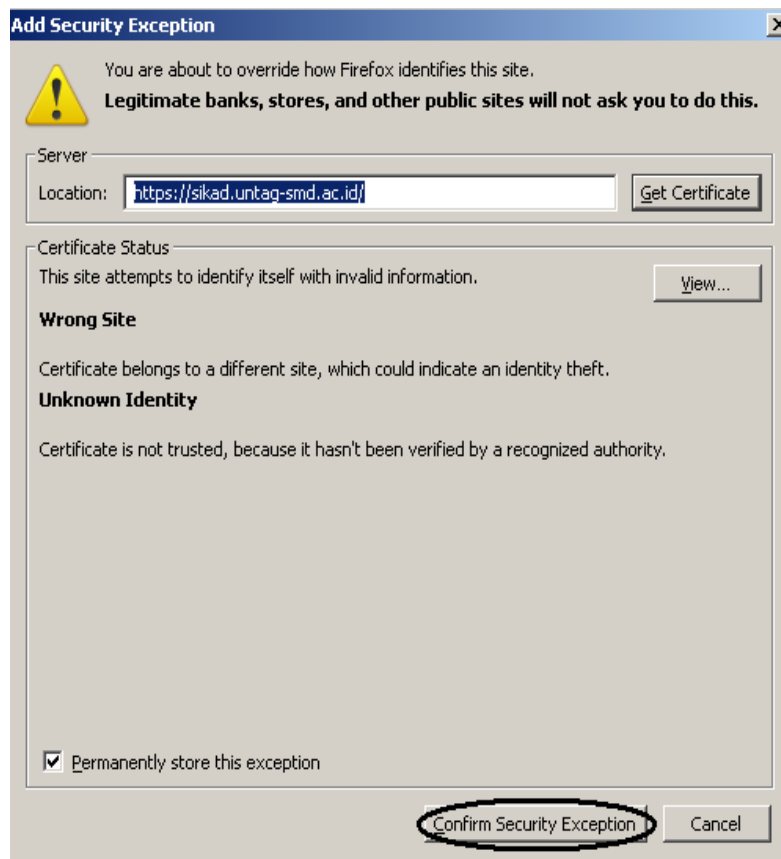 Add Security Exception
You are about to override how Firefox identifies this site.
Legitimate banks, stores, and other public sites will not ask you to do this.
Server
Location: https://sikad.untag-smd.ac.id/ Get Certificate
Certificate Status
This site attempts to identify itself with invalid information.
View...
Wrong Site
Certificate belongs to a different site, which could indicate an identity theft.
Unknown Identity
Certificate is not trusted, because it hasn't been verified by a recognized authority.
Permanently store this exception
Confirm Security Exception Cancel